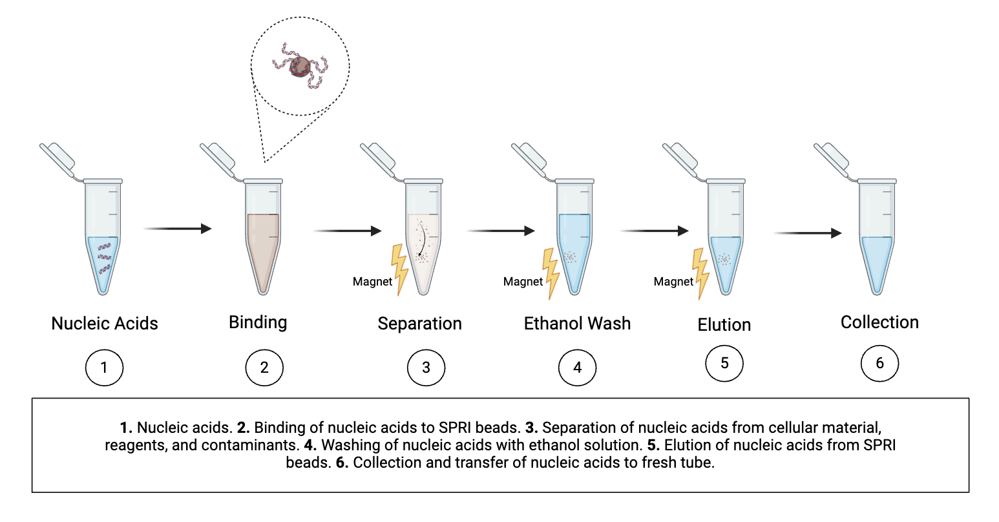 Magnet
Magnet
Magnet
Nucleic Acids
Binding
Separation
Ethanol Wash
Elution
Collection
1
2
3
4
5
6
1. Nucleic acids. 2. Binding of nucleic acids to SPRI beads. 3. Separation of nucleic acids from cellular material,
reagents, and contaminants. 4. Washing of nucleic acids with ethanol solution. 5. Elution of nucleic acids from SPRI
beads. 6. Collection and transfer of nucleic acids to fresh tube.